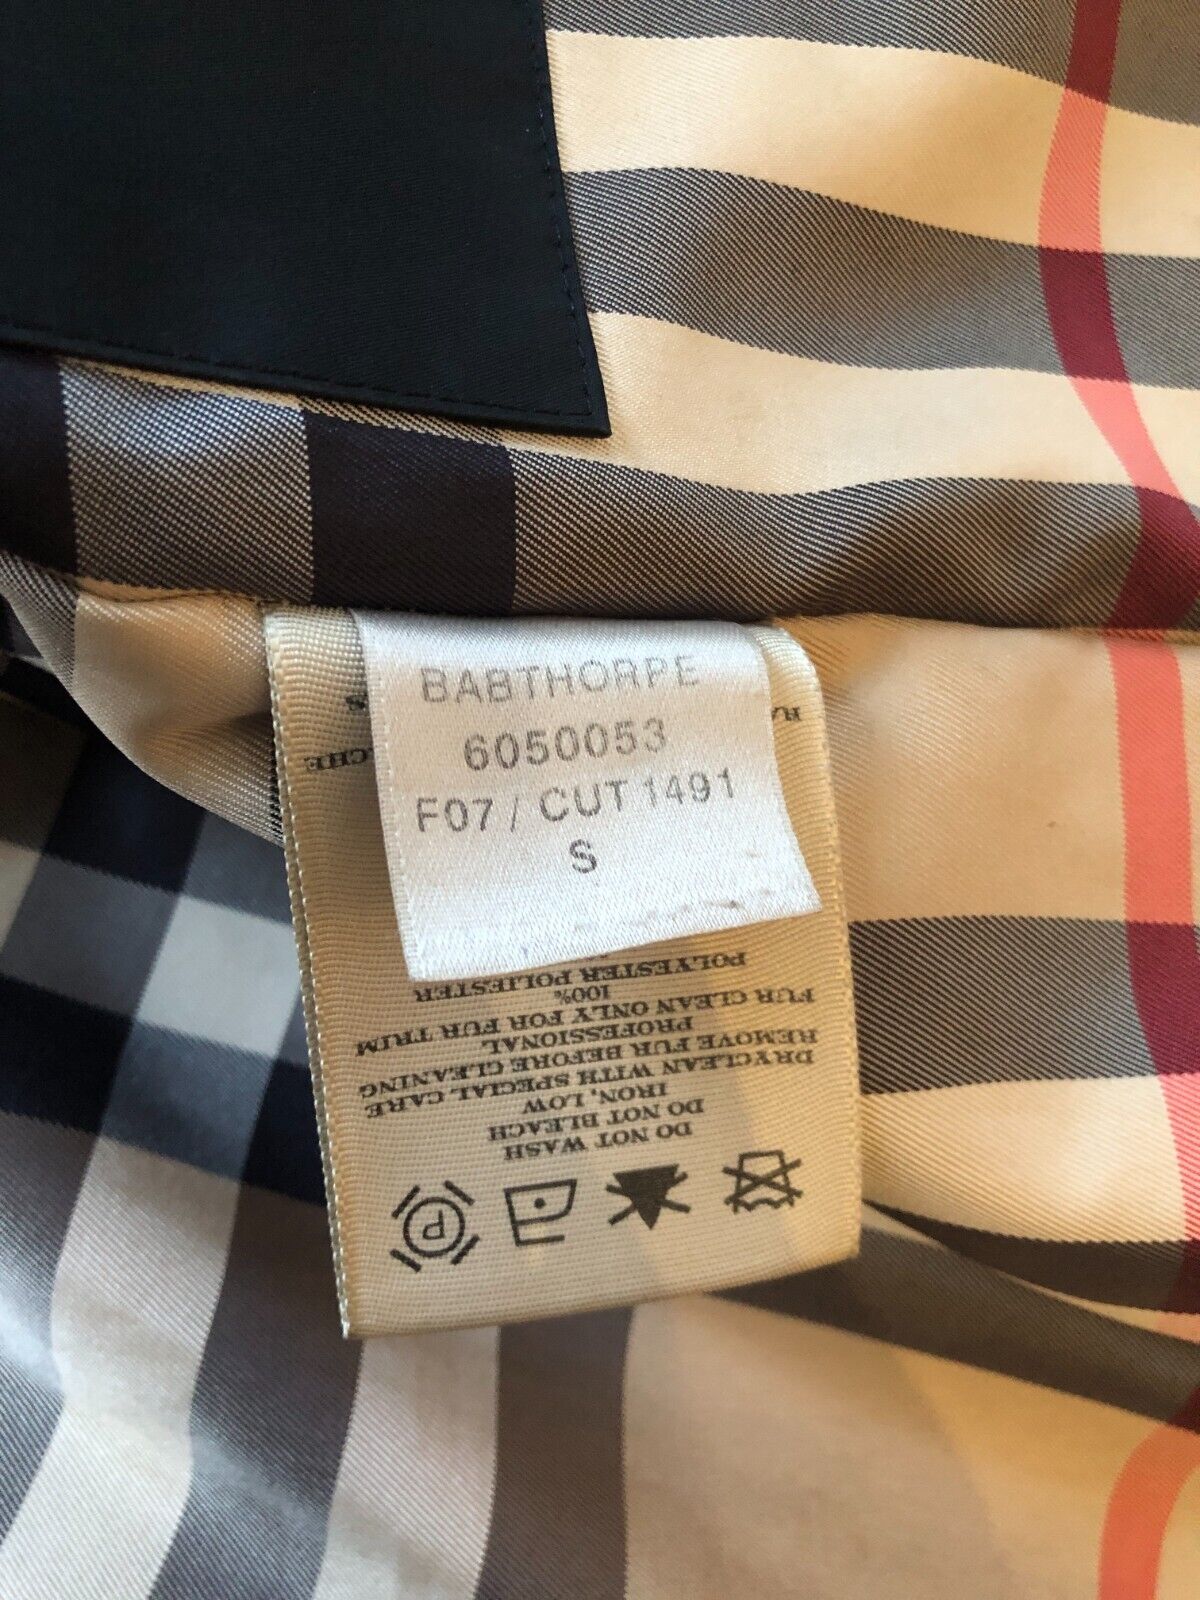 BABTHORPE
6050053
F07 / CUT 1491
S
DO NOT WASH
DO NOT BLEACH
IRON, LOW
DRYCLEAN WITH SPECIAL CARE
REMOVE FUR BEFORE CLEANING
PROFESSIONAL
FUR CLEAN ONLY FOR FUR TRIM
100%
POLYESTER POLIESTER
P